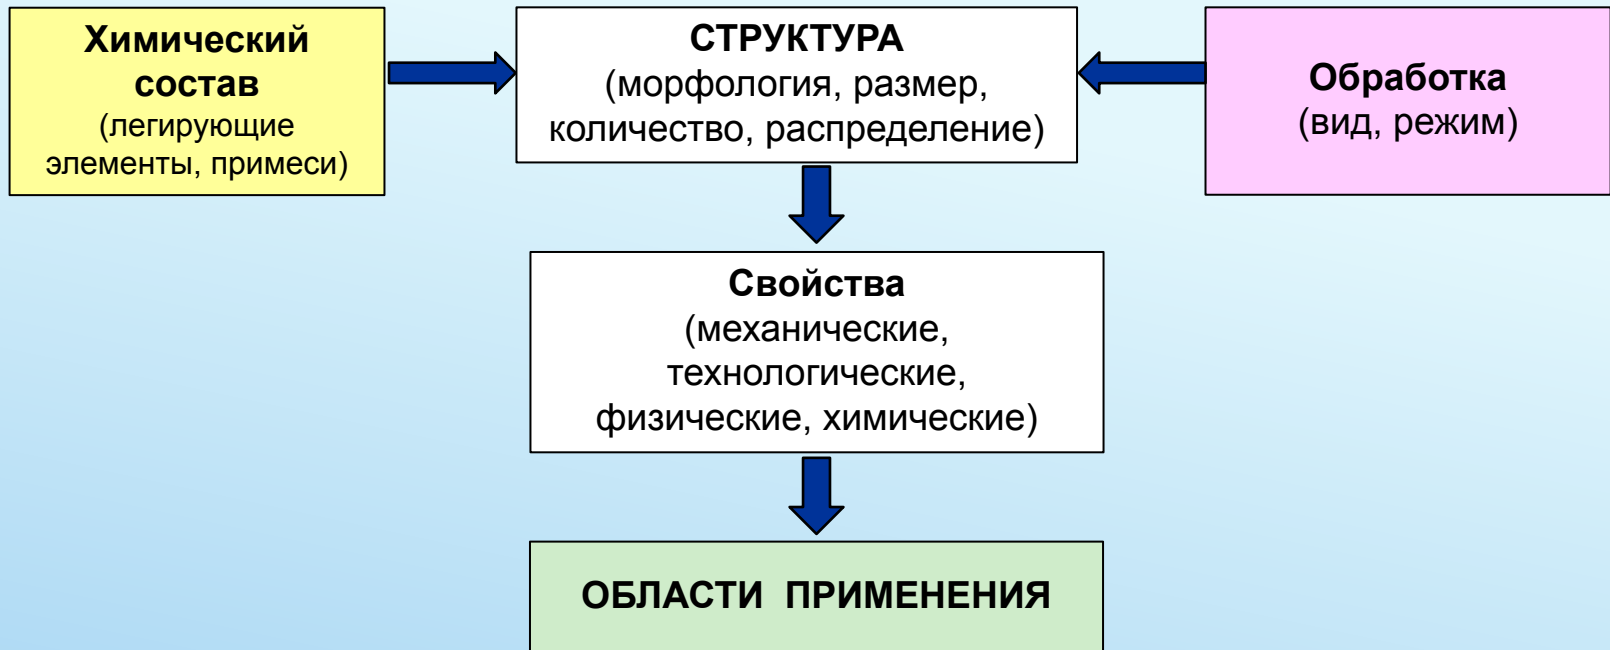 Химический
состав
(легирующие
элементы, примеси)
СТРУКТУРА
(морфология, размер,
количество, распределение)
Обработка
(вид, режим)
Свойства
(механические,
технологические,
физические, химические)
ОБЛАСТИ ПРИМЕНЕНИЯ